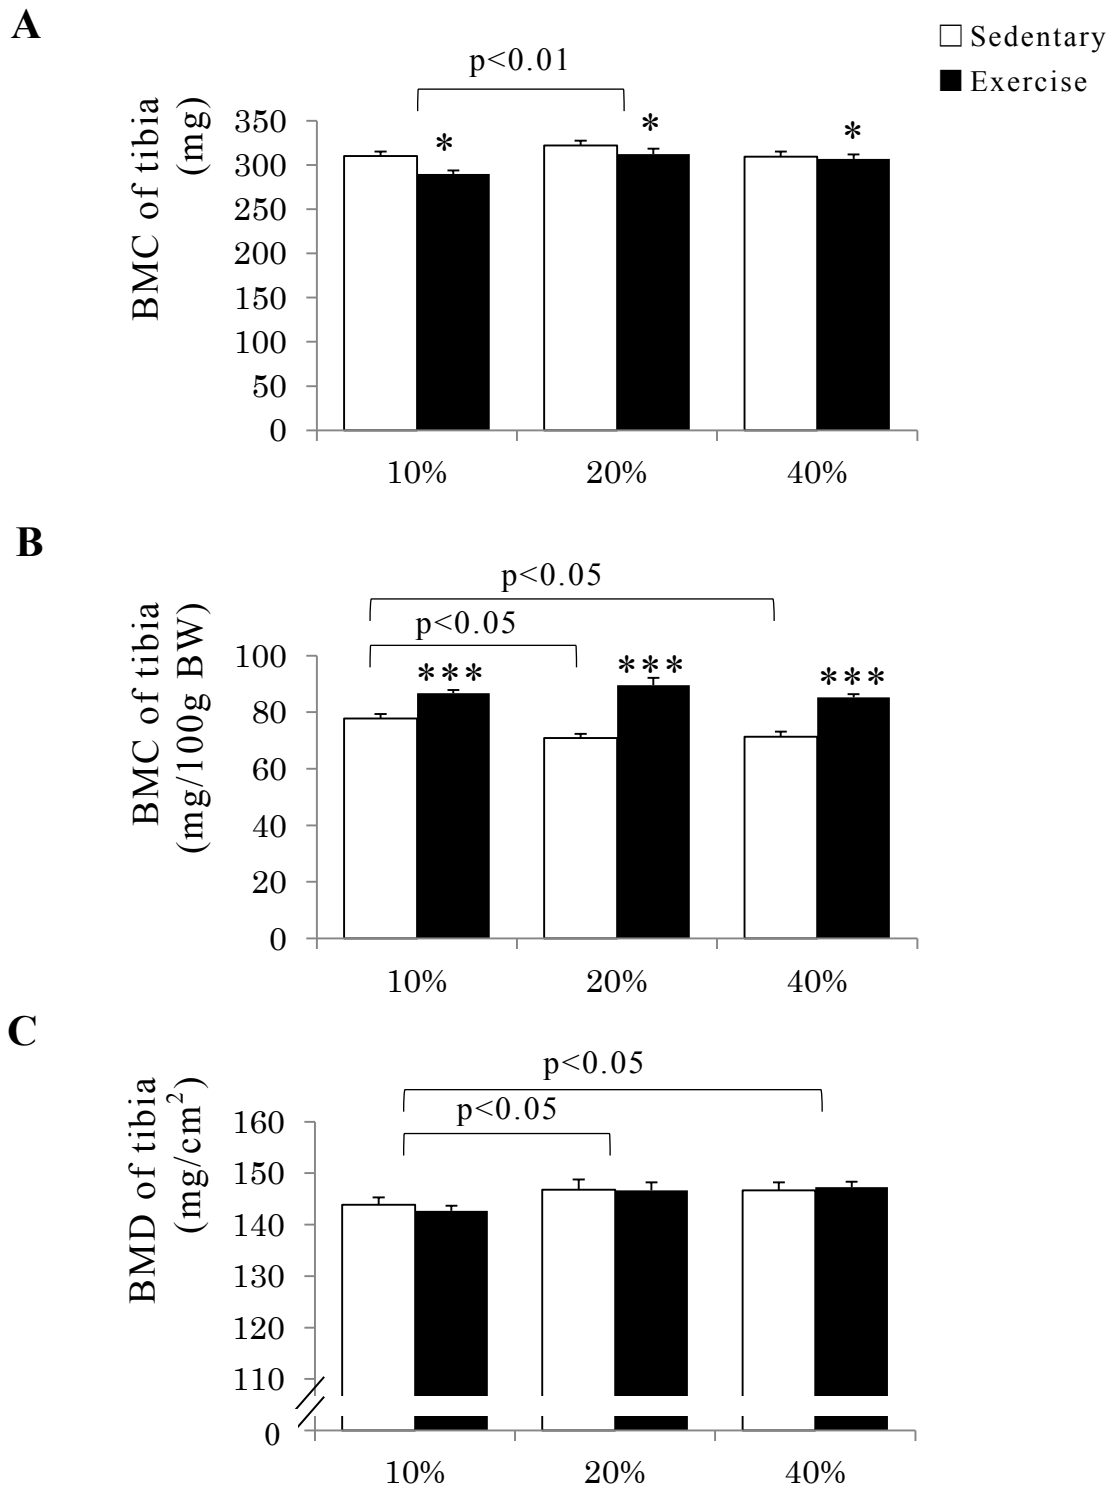 A
Sedentary
Exercise
p<0.01
BMC of tibia
(mg)
350
300
250
200
150
100
50
0
*
*
*
10%
20%
40%
B
p<0.05
p<0.05
BMC of tibia
(mg/100g BW)
100
80
60
40
20
0
***
***
***
10%
20%
40%
C
p<0.05
p<0.05
BMD of tibia
(mg/cm²)
160
150
140
130
120
110
0
10%
20%
40%